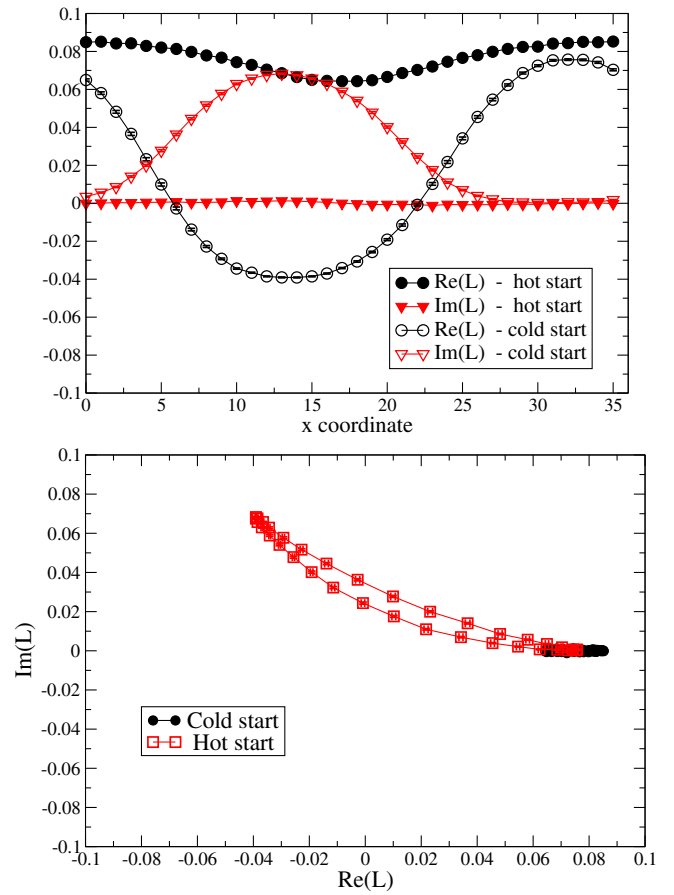 0.1
0.08
0.06
0.04
0.02
0
-0.02
-0.04
-0.06
-0.08
-0.1
Re(L) - hot start
Im(L) - hot start
Re(L) - cold start
Im(L) - cold start
0 5 10 15 20 25 30 35
x coordinate
0.1
0.08
0.06
0.04
0.02
0
0.02
0.04
0.06
0.08
-0.1
Im(L)
Cold start
Hot start
-0.1 -0.08 -0.06 -0.04 -0.02 0 0.02 0.04 0.06 0.08 0.1
Re(L)